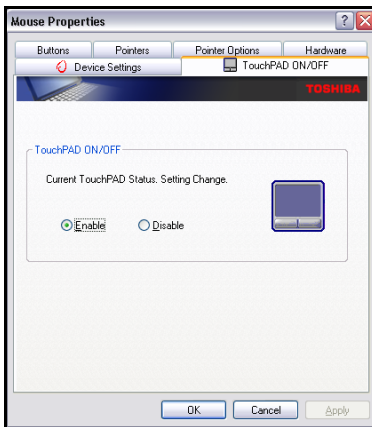 Mouse Properties
Buttons Pointers Pointer Options Hardware
Device Settings TouchPAD ON/OFF
TOSHIBA
TouchPAD ON/OFF
Current TouchPAD Status. Setting Change.
Enable Disable
OK Cancel Apply